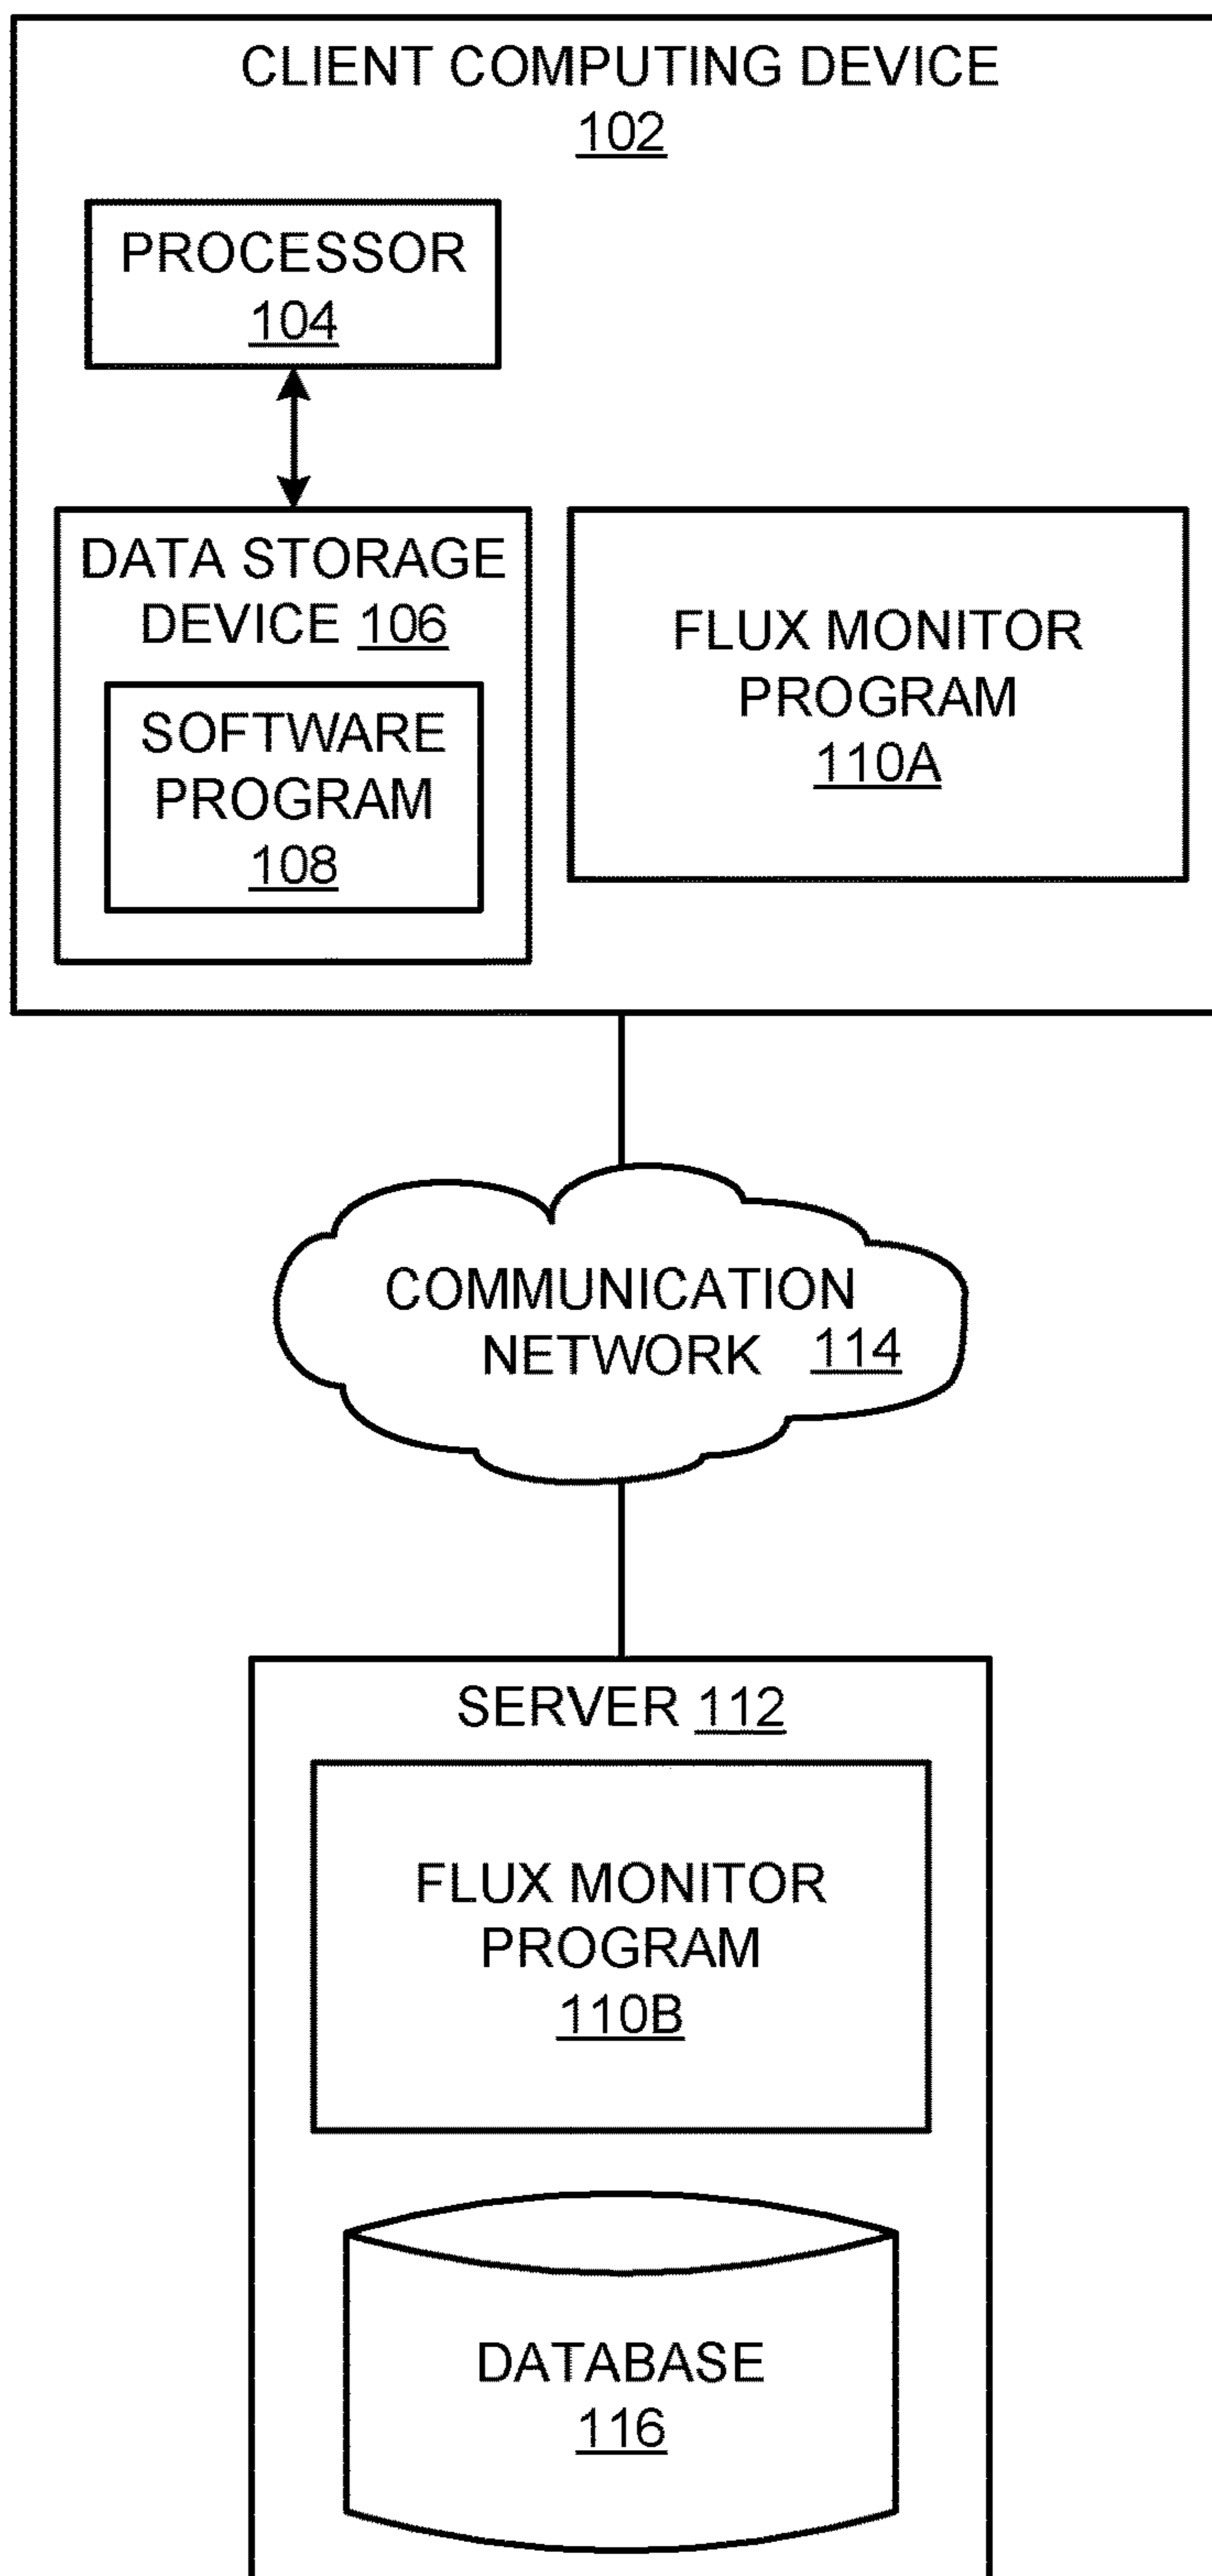 CLIENT COMPUTING DEVICE
102
PROCESSOR
104
DATA STORAGE
DEVICE 106
SOFTWARE
PROGRAM
108
FLUX MONITOR
PROGRAM
110A
COMMUNICATION
NETWORK 114
SERVER 112
FLUX MONITOR
PROGRAM
110B
DATABASE
116